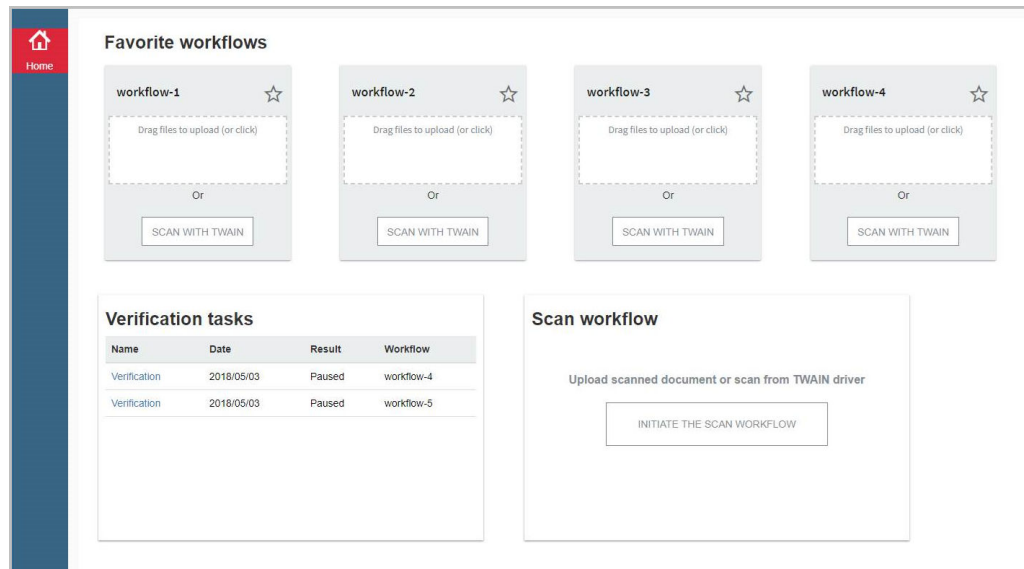 Home
Favorite workflows
workflow-1
Drag files to upload (or click)
Or
SCAN WITH TWAIN
workflow-2
Drag files to upload (or click)
Or
SCAN WITH TWAIN
workflow-3
Drag files to upload (or click)
Or
SCAN WITH TWAIN
workflow-4
Drag files to upload (or click)
Or
SCAN WITH TWAIN
Verification tasks
Name Date Result Workflow
Verification 2018/05/03 Paused workflow-4
Verification 2018/05/03 Paused workflow-5
Scan workflow
Upload scanned document or scan from TWAIN driver
INITIATE THE SCAN WORKFLOW